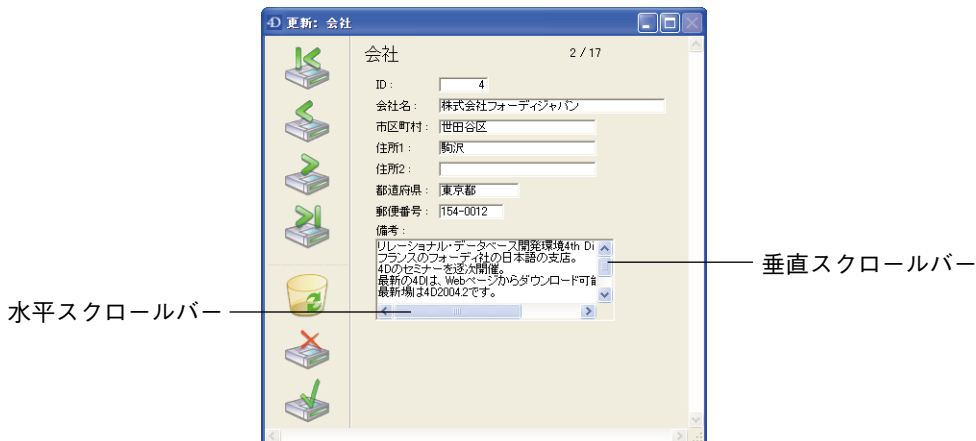 4D 更新: 会社
会社 2 / 17
ID : 4
会社名 : 株式会社フォーディジャパン
市区町村 : 世田谷区
住所1 : 駒沢
住所2 :
都道府県 : 東京都
郵便番号 : 154-0012
備考 :
リレーショナル・データベース開発環境4th Di
フランスのフォーディ社の日本語の支店。
4Dのセミナーを逐次開催。
最新の4Dは、Webページからダウンロード可
最新場は4D2004.2です。
垂直スクロールバー
水平スクロールバー